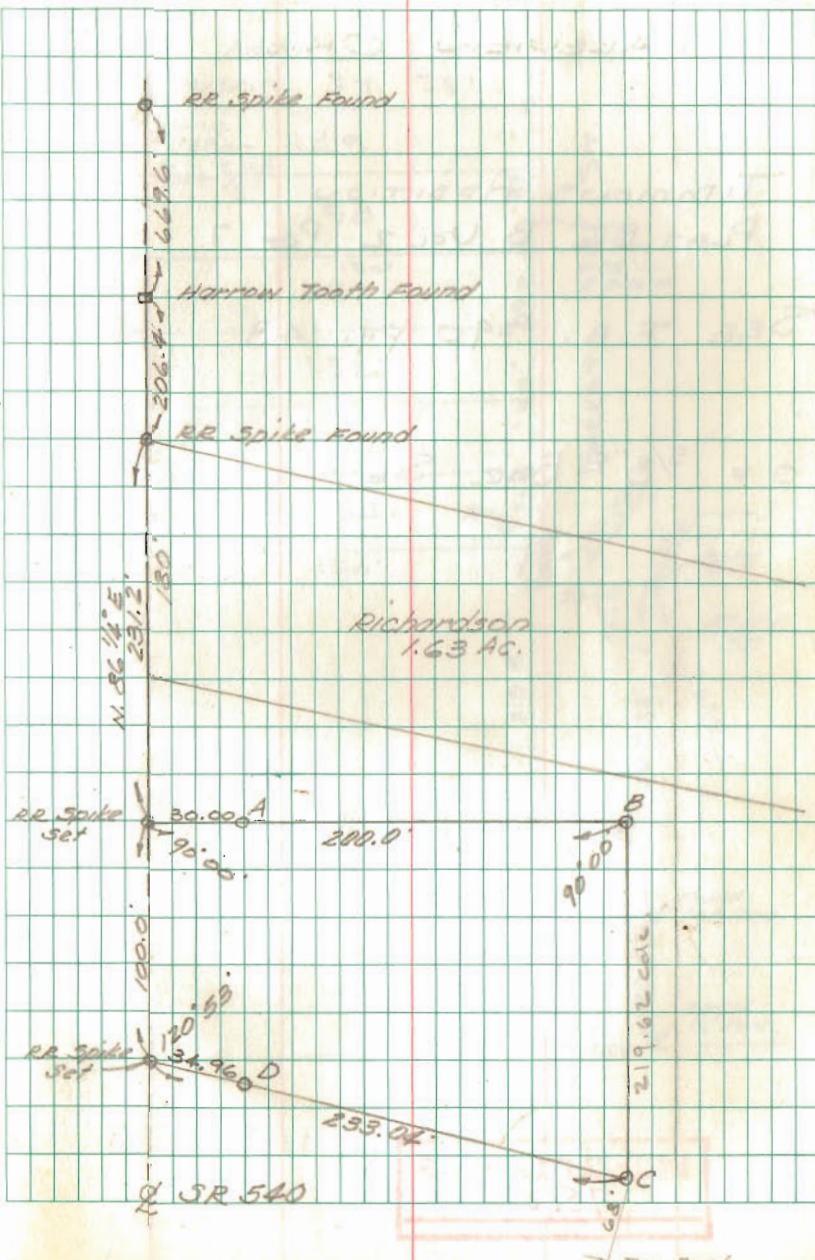 RR Spike Found
669.6'
Harrow Tooth Found
206.4'
RR Spike Found
N. 86 1/4° E
231.2'
130'
Richardson
1.63 AC.
RR Spike
Set
30.00
A
B
90°00'
200.0'
90°00'
100.0'
219.62 calc.
120°53'
RR Spike
Set
34.96
D
233.04'
C
SR 540